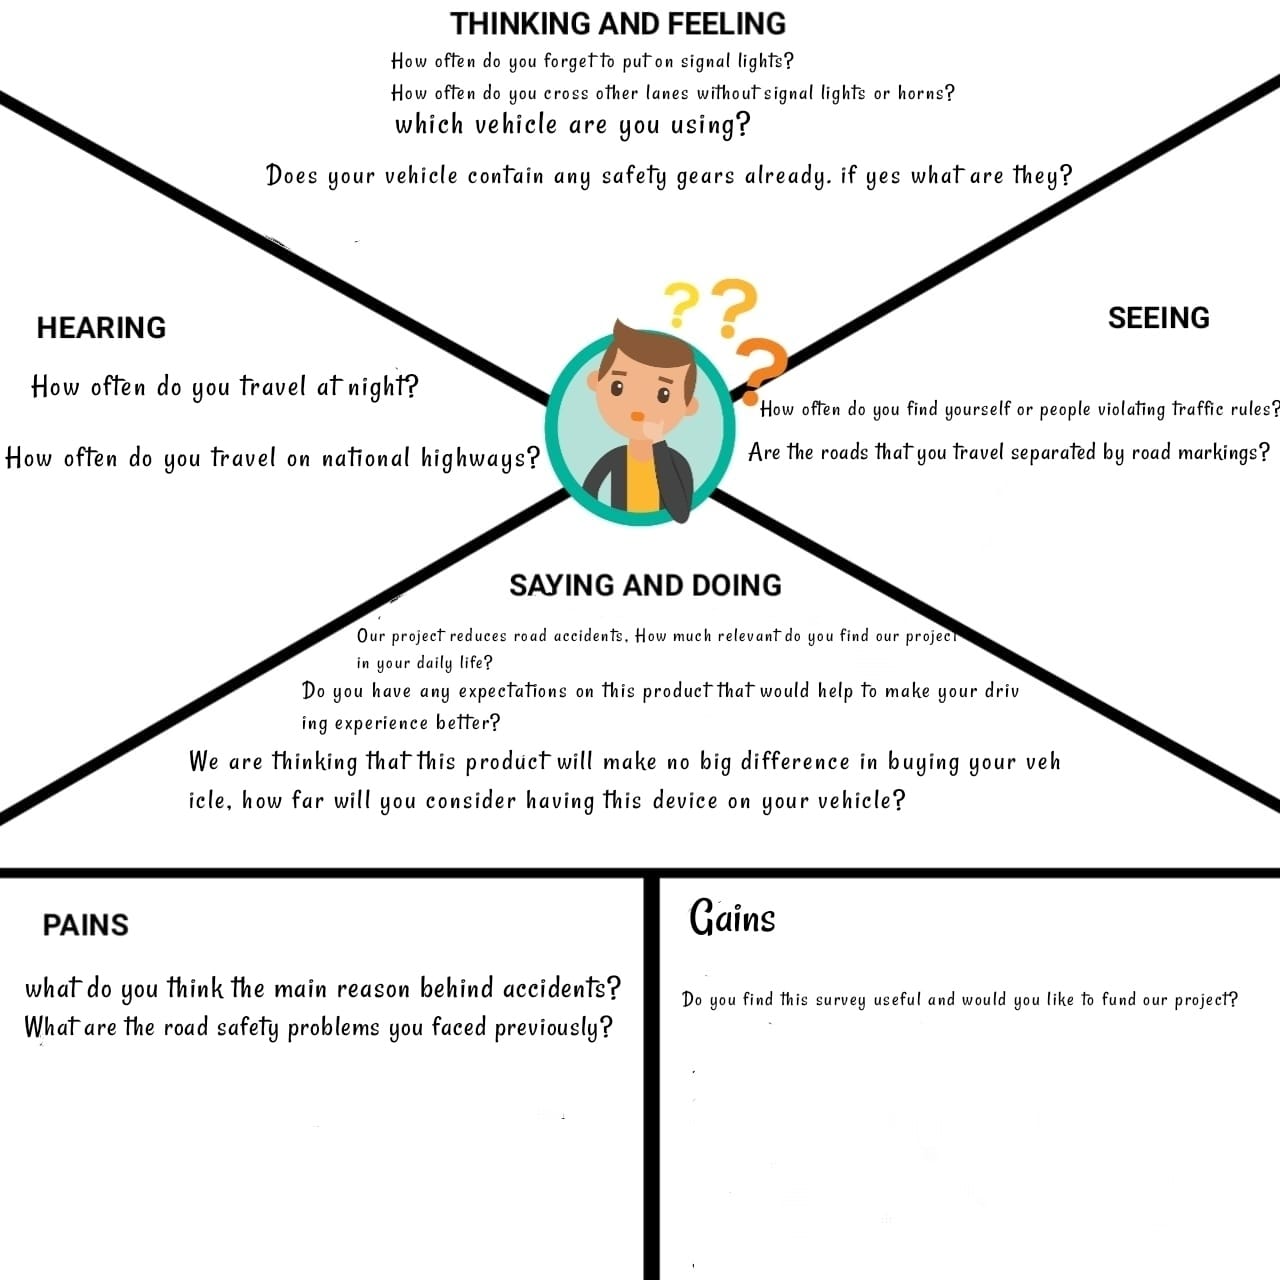 THINKING AND FEELING
How often do you forget to put on signal lights?
How often do you cross other lanes without signal lights or horns?
which vehicle are you using?
Does your vehicle contain any safety gears already. if yes what are they?
HEARING
How often do you travel at night?
How often do you travel on national highways?
? ? ?
SEEING
How often do you find yourself or people violating traffic rules?
Are the roads that you travel separated by road markings?
SAYING AND DOING
Our project reduces road accidents, How much relevant do you find our project
in your daily life?
Do you have any expectations on this product that would help to make your driv
ing experience better?
We are thinking that this product will make no big difference in buying your veh
icle, how far will you consider having this device on your vehicle?
PAINS
what do you think the main reason behind accidents?
What are the road safety problems you faced previously?
Gains
Do you find this survey useful and would you like to fund our project?